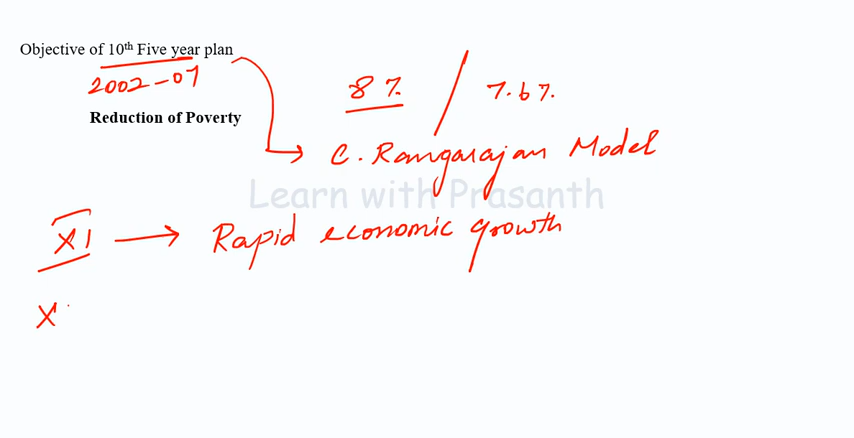 Objective of 10th Five year plan
2002-07
8% / 7.6%.
Reduction of Poverty
C. Rangarajan Model
Learn with Prasanth
XI → Rapid economic growth
X